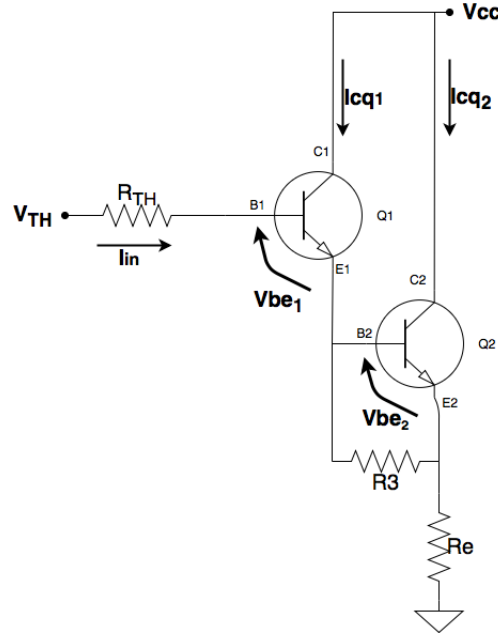 Vcc
Icq1
Icq2
C1
RTH
VTH
B1
Q1
Iin
E1
Vbe1
C2
B2
Q2
Vbe2
E2
R3
Re